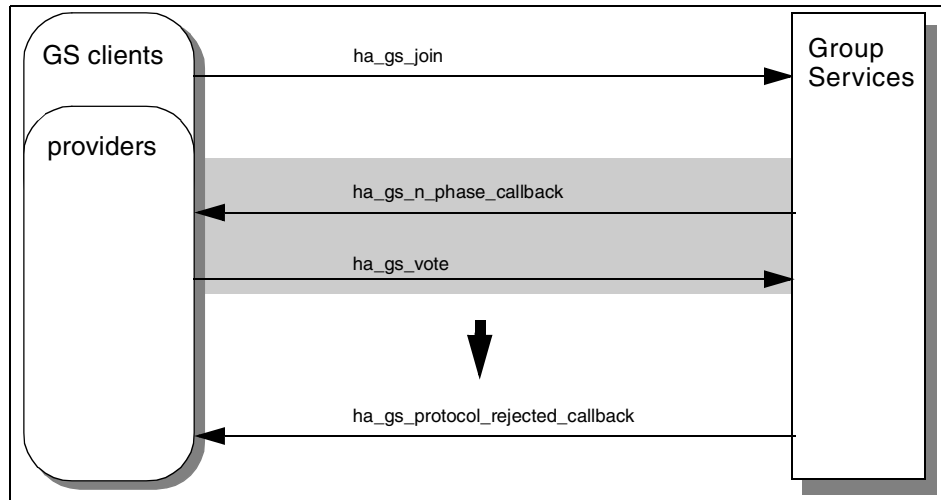 GS clients
providers
ha_gs_join
Group
Services
ha_gs_n_phase_callback
ha_gs_vote
ha_gs_protocol_rejected_callback